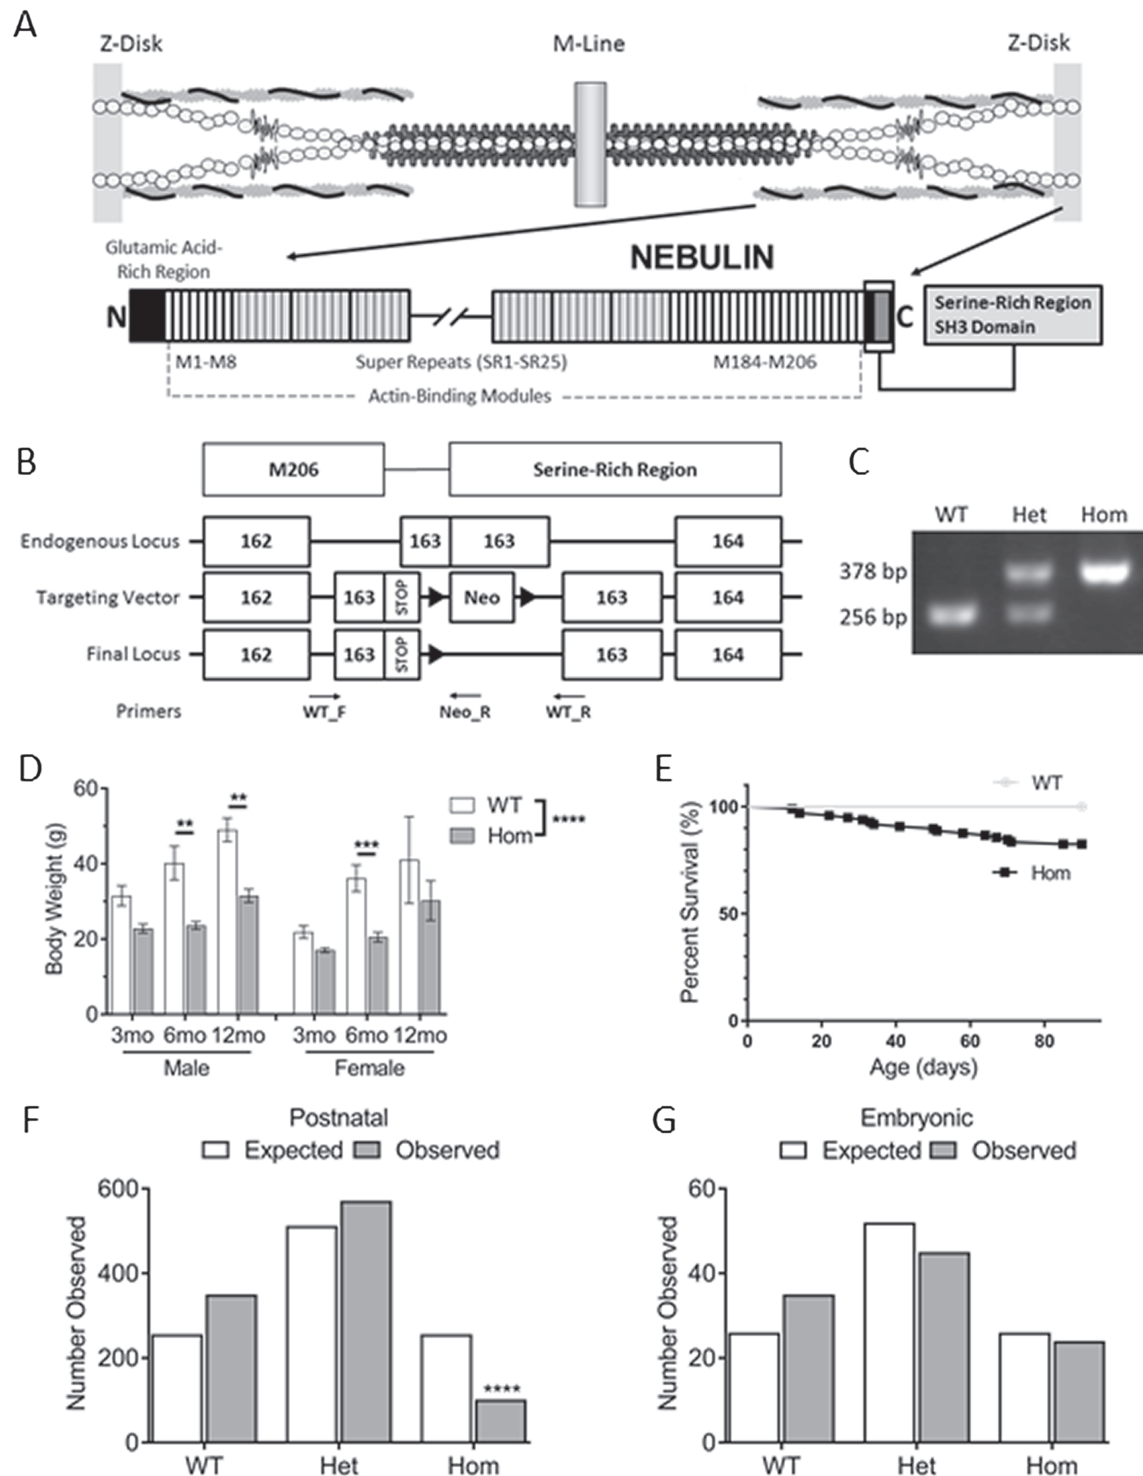 A
Z-Disk
M-Line
Z-Disk
Glutamic Acid-
Rich Region
NEBULIN
N
C
Serine-Rich Region
SH3 Domain
M1-M8
Super Repeats (SR1-SR25)
M184-M206
Actin-Binding Modules
B
M206
Serine-Rich Region
Endogenous Locus
162
163
163
164
Targeting Vector
162
163
STOP
Neo
163
164
Final Locus
162
163
STOP
163
164
Primers
WT_F
Neo_R
WT_R
C
WT
Het
Hom
378 bp
256 bp
D
Body Weight (g)
60
40
20
0
**
**
***
WT
Hom
****
3mo
6mo
12mo
3mo
6mo
12mo
Male
Female
E
Percent Survival (%)
100
50
0
WT
Hom
0
20
40
60
80
Age (days)
F
Postnatal
Expected
Observed
Number Observed
600
400
200
0
****
WT
Het
Hom
G
Embryonic
Expected
Observed
Number Observed
60
40
20
0
WT
Het
Hom